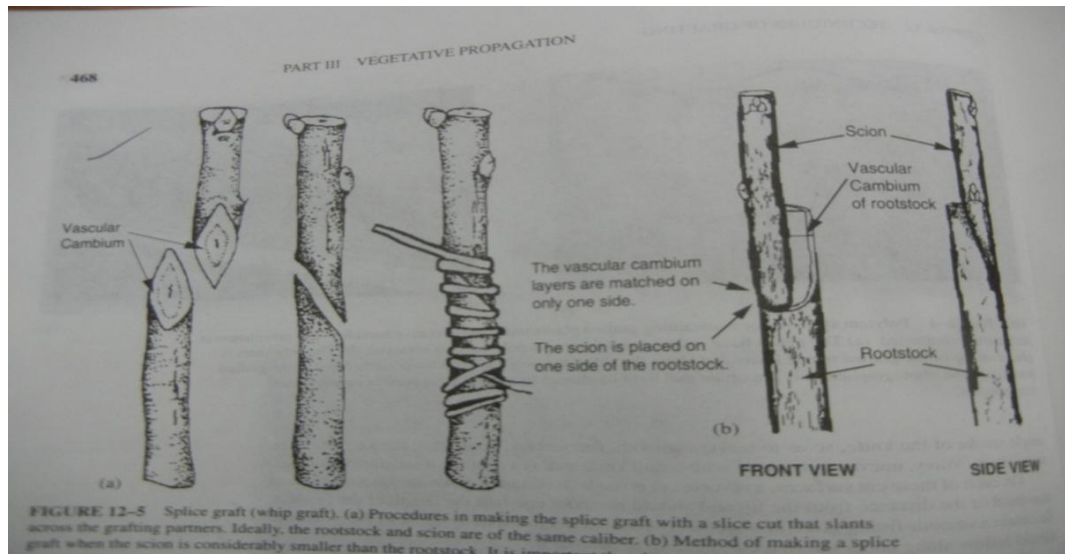 468
PART III VEGETATIVE PROPAGATION
Vascular
Cambium
(a)
The vascular cambium
layers are matched on
only one side.
The scion is placed on
one side of the rootstock.
Scion
Vascular
Cambium
of rootstock
Rootstock
(b)
FRONT VIEW
SIDE VIEW
FIGURE 12–5 Splice graft (whip graft). (a) Procedures in making the splice graft with a slice cut that slants
across the grafting partners. Ideally, the rootstock and scion are of the same caliber. (b) Method of making a splice
graft when the scion is considerably smaller than the rootstock. It is